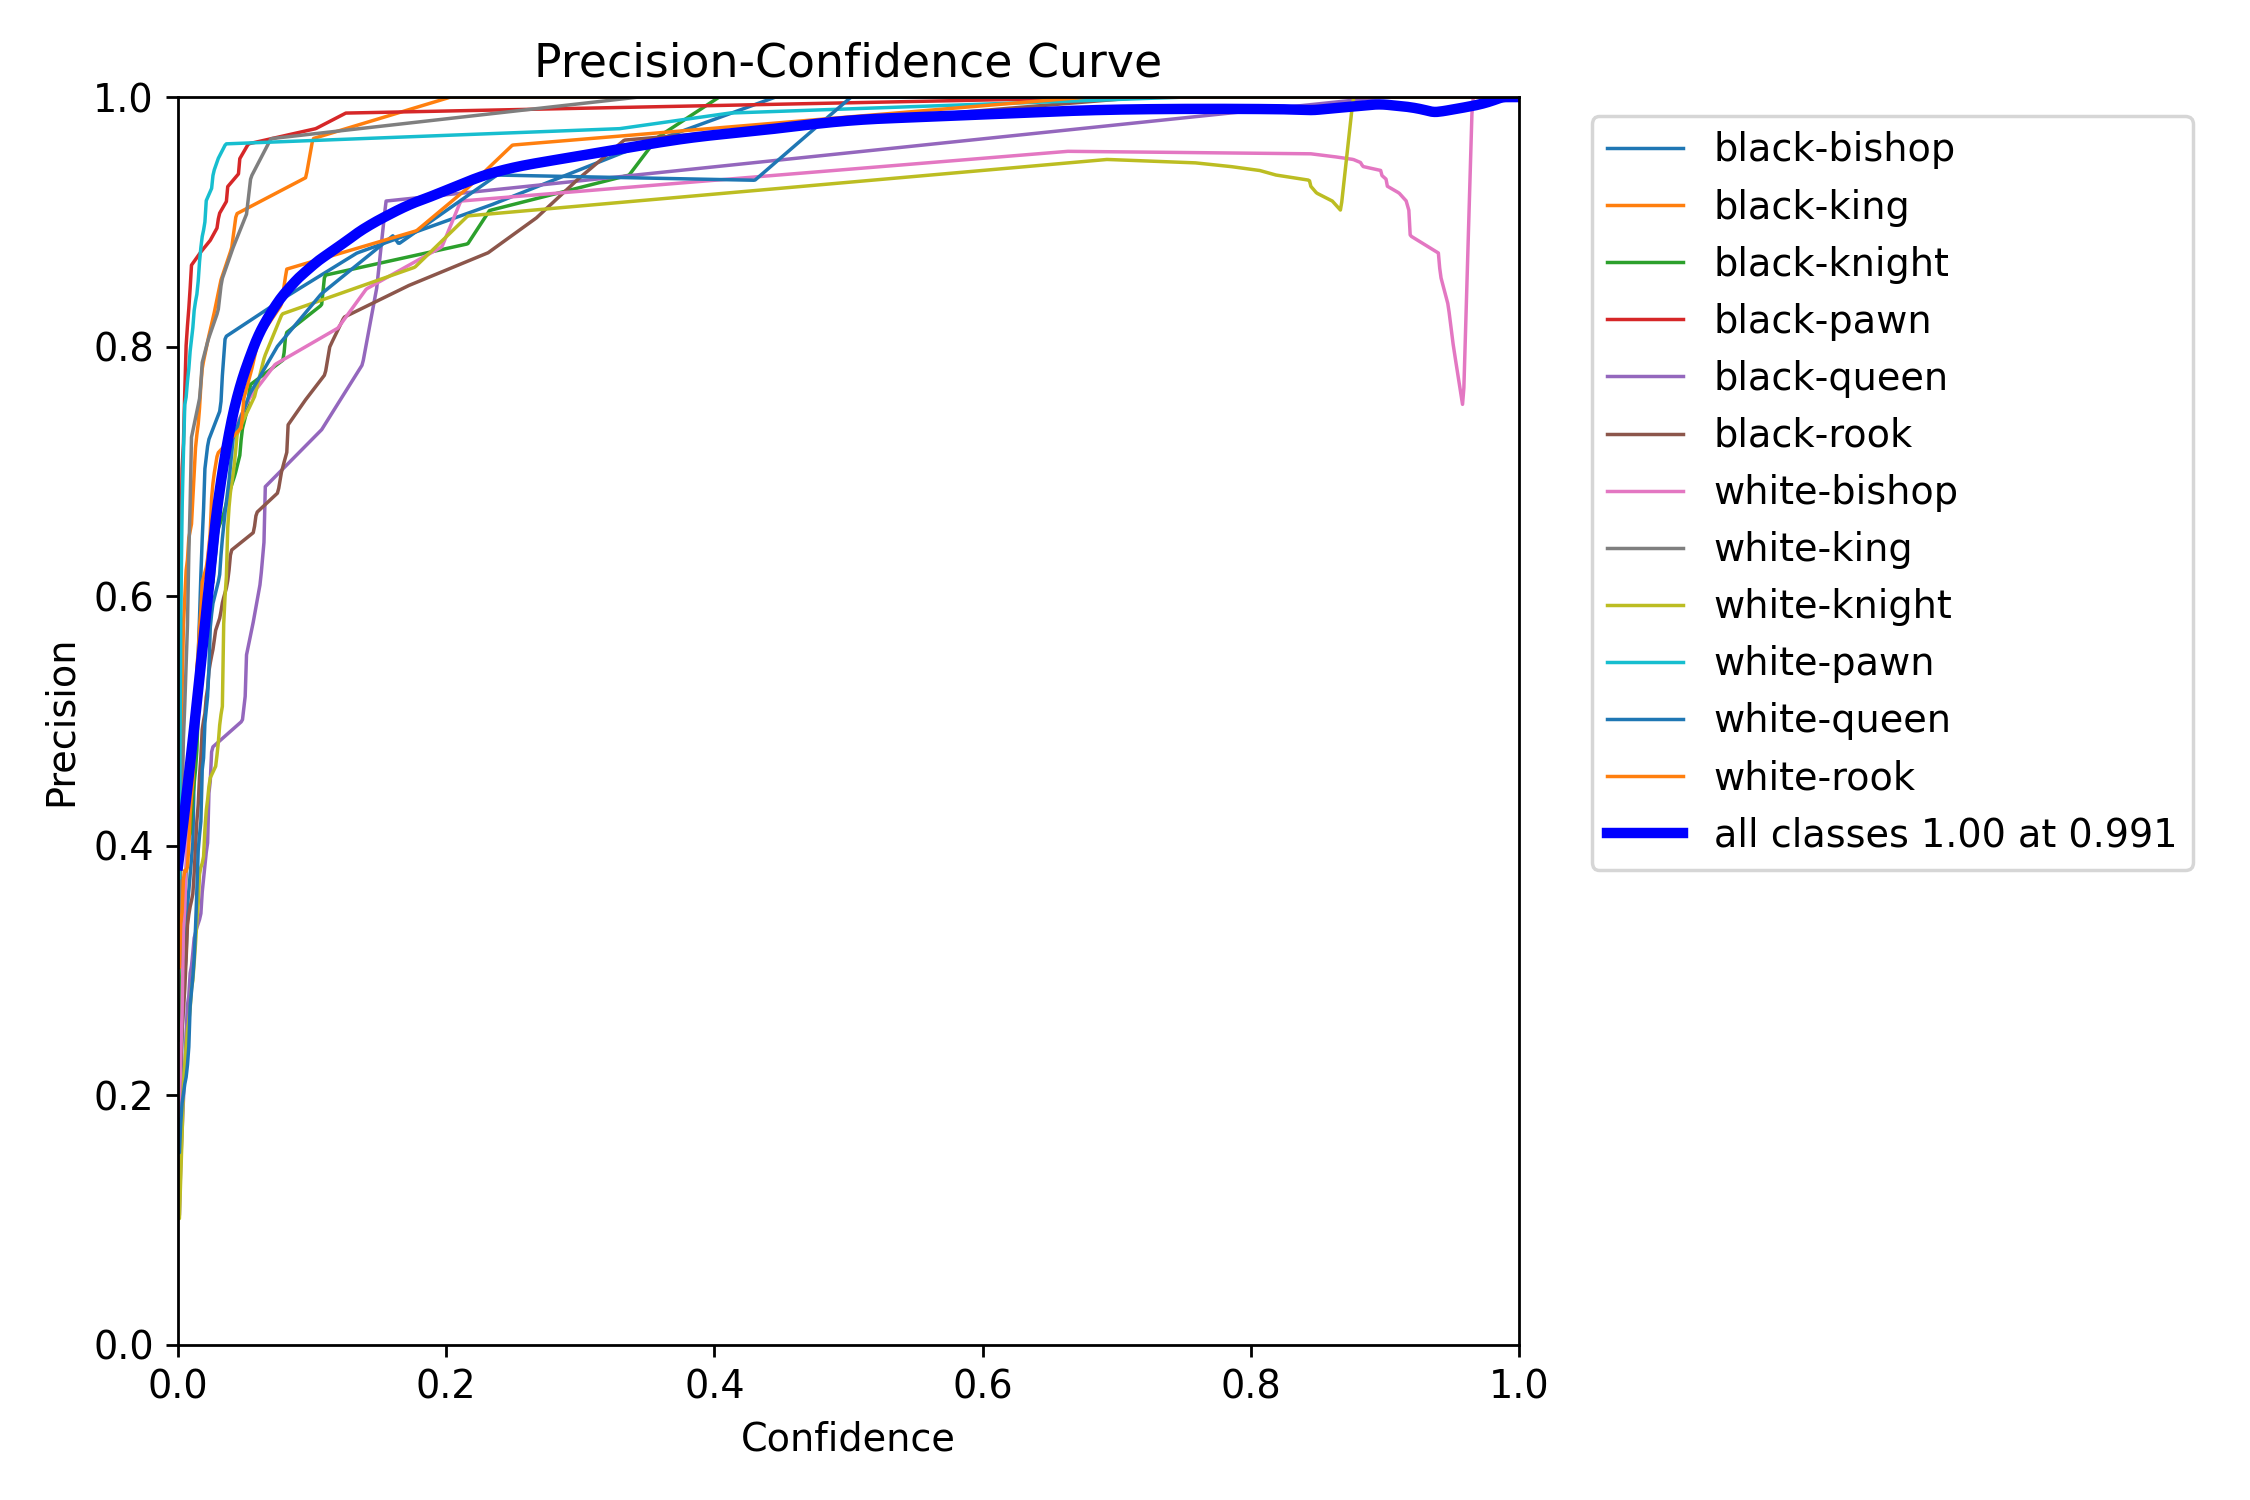 Precision-Confidence Curve
1.0
0.8
0.6
0.4
0.2
0.0
Precision
0.0 0.2 0.4 0.6 0.8 1.0
Confidence
black-bishop
black-king
black-knight
black-pawn
black-queen
black-rook
white-bishop
white-king
white-knight
white-pawn
white-queen
white-rook
all classes 1.00 at 0.991